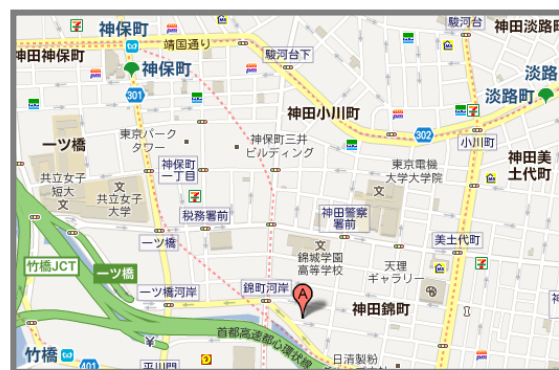 神保町
靖国通り
駿河台
神田淡路町
神田神保町
駿河台下
神保町
淡路
淡路町
301
神田小川町
302
東京パーク
タワー
神保町三井
ビルディング
小川町
一ツ橋
神保町
一丁目
東京電機
大学大学院
神田美
土代町
共立女子
短大
共立女子
大学
税務署前
神田警察
署前
一ツ橋
美土代町
錦城学園
高等学校
天理
ギャラリー
竹橋JCT
一ツ橋
一ツ橋河岸
錦町河岸
A
神田錦町
首都高速都心環状線
竹橋
401
平川門
日清製粉